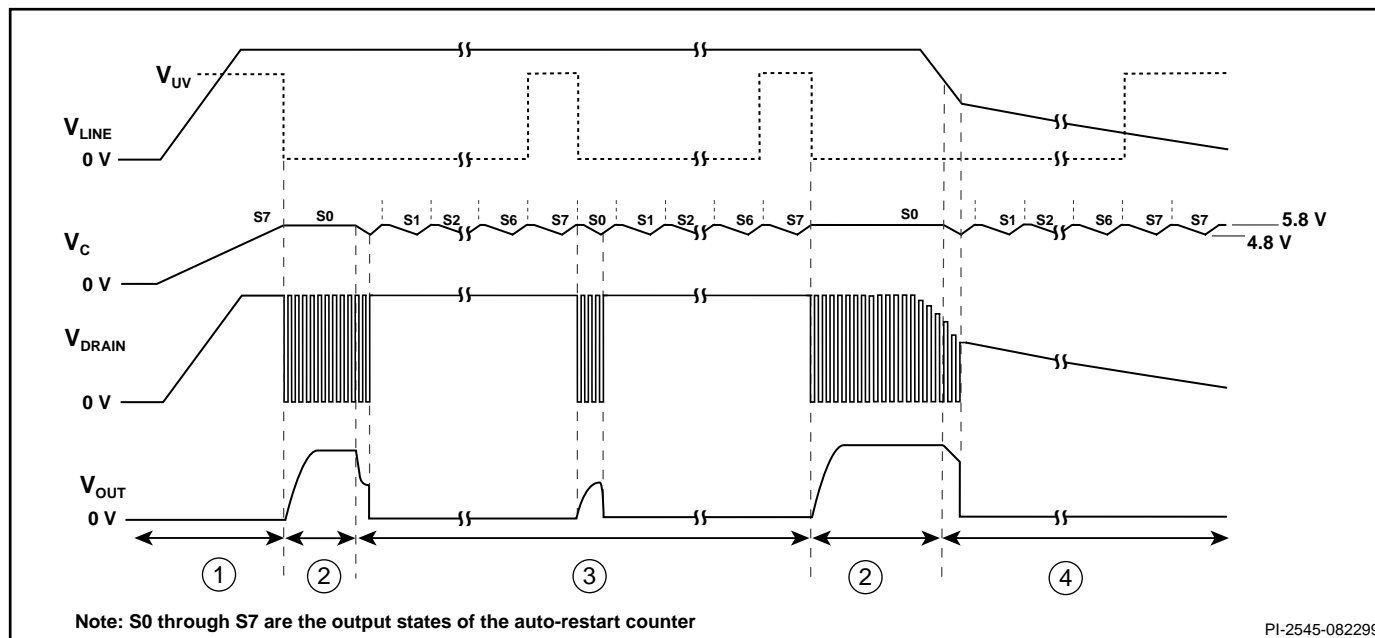 V_UV
V_LINE
0 V
S7 S0 S1 S2 S6 S7 S0 S1 S2 S6 S7 S0 S1 S2 S6 S7 S7
5.8 V
4.8 V
V_C
0 V
V_DRAIN
0 V
V_OUT
0 V
1 2 3 2 4
Note: S0 through S7 are the output states of the auto-restart counter
PI-2545-082299